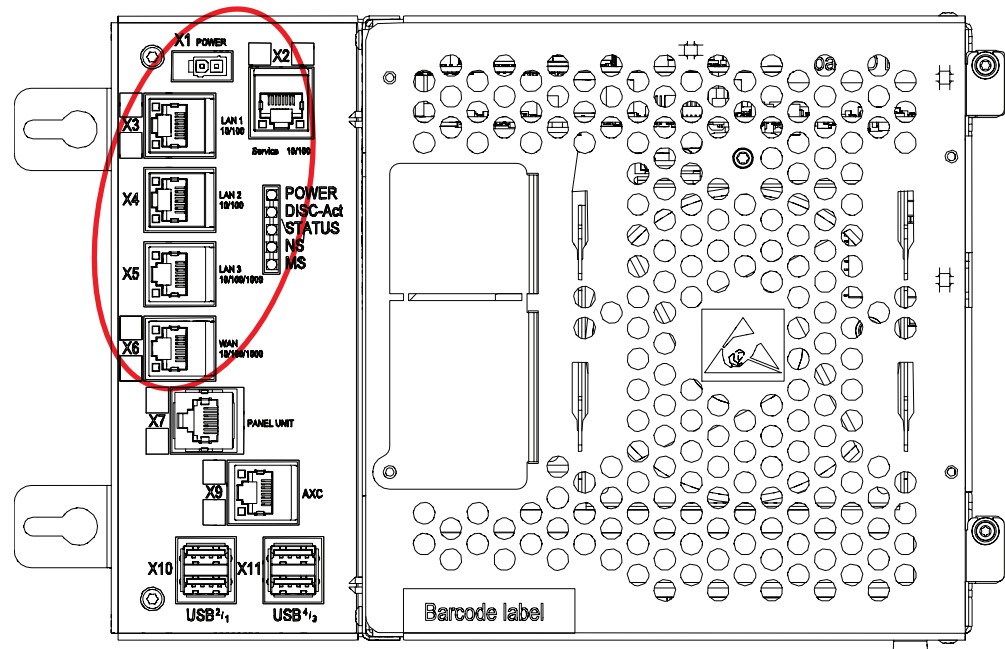 X1 POWER
X2
X3
LAN 1
10/100
Service 10/100
X4
LAN 2
10/100
POWER
DISC-Act
STATUS
NS
MS
X5
LAN 3
10/100/1000
X6
WAN
10/100/1000
X7
PANEL UNIT
X9
AXC
X10
X11
USB²/₁
USB⁴/₃
Barcode label